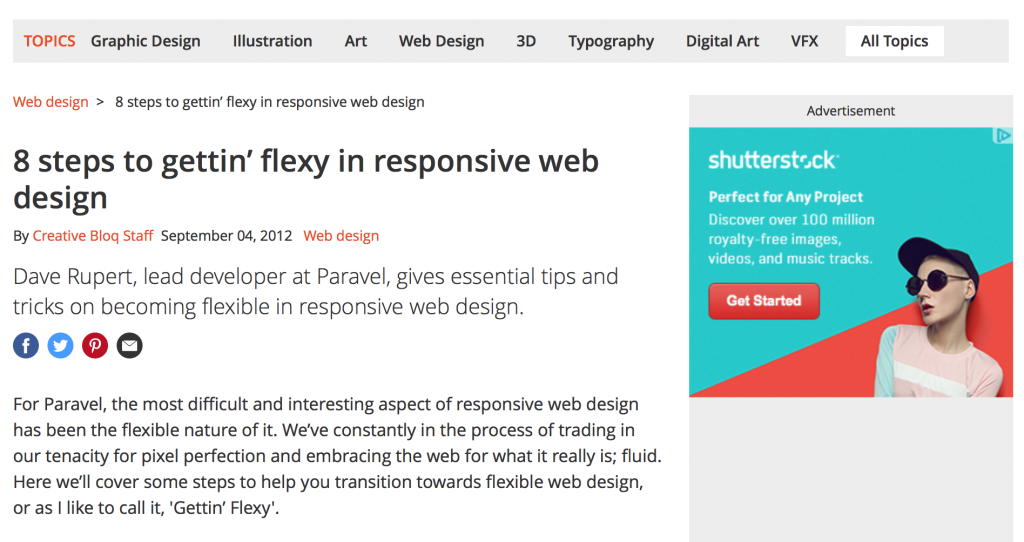 TOPICS Graphic Design Illustration Art Web Design 3D Typography Digital Art VFX All Topics
Web design > 8 steps to gettin’ flexy in responsive web design
8 steps to gettin’ flexy in responsive web
design
By Creative Bloq Staff September 04, 2012 Web design
Dave Rupert, lead developer at Paravel, gives essential tips and
tricks on becoming flexible in responsive web design.
For Paravel, the most difficult and interesting aspect of responsive web design
has been the flexible nature of it. We’ve constantly in the process of trading in
our tenacity for pixel perfection and embracing the web for what it really is; fluid.
Here we’ll cover some steps to help you transition towards flexible web design,
or as I like to call it, 'Gettin’ Flexy'.
Advertisement
shutterstock
Perfect for Any Project
Discover over 100 million
royalty-free images,
videos, and music tracks.
Get Started